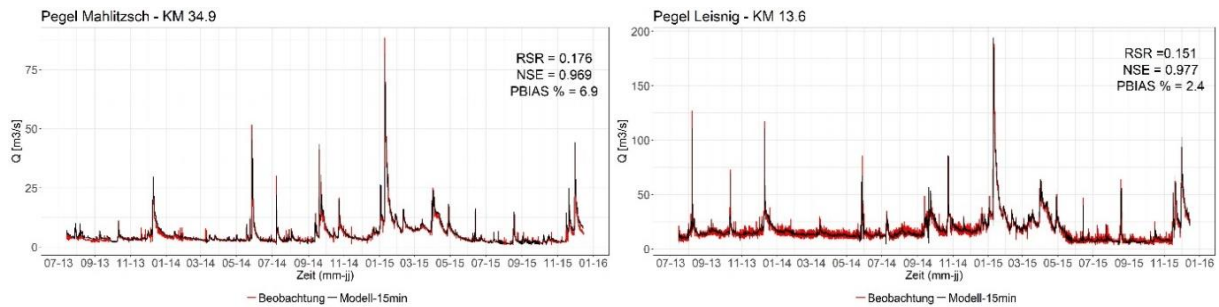 Pegel Mahlitzsch - KM 34.9
RSR = 0.176
NSE = 0.969
PBIAS % = 6.9
75
50
25
0
Q [m3/s]
07-13 09-13 11-13 01-14 03-14 05-14 07-14 09-14 11-14 01-15 03-15 05-15 07-15 09-15 11-15 01-16
Zeit (mm-jj)
Beobachtung Modell-15min
Pegel Leisnig - KM 13.6
RSR =0.151
NSE = 0.977
PBIAS % = 2.4
200
150
100
50
0
Q [m3/s]
07-13 09-13 11-13 01-14 03-14 05-14 07-14 09-14 11-14 01-15 03-15 05-15 07-15 09-15 11-15 01-16
Zeit (mm-jj)
Beobachtung Modell-15min